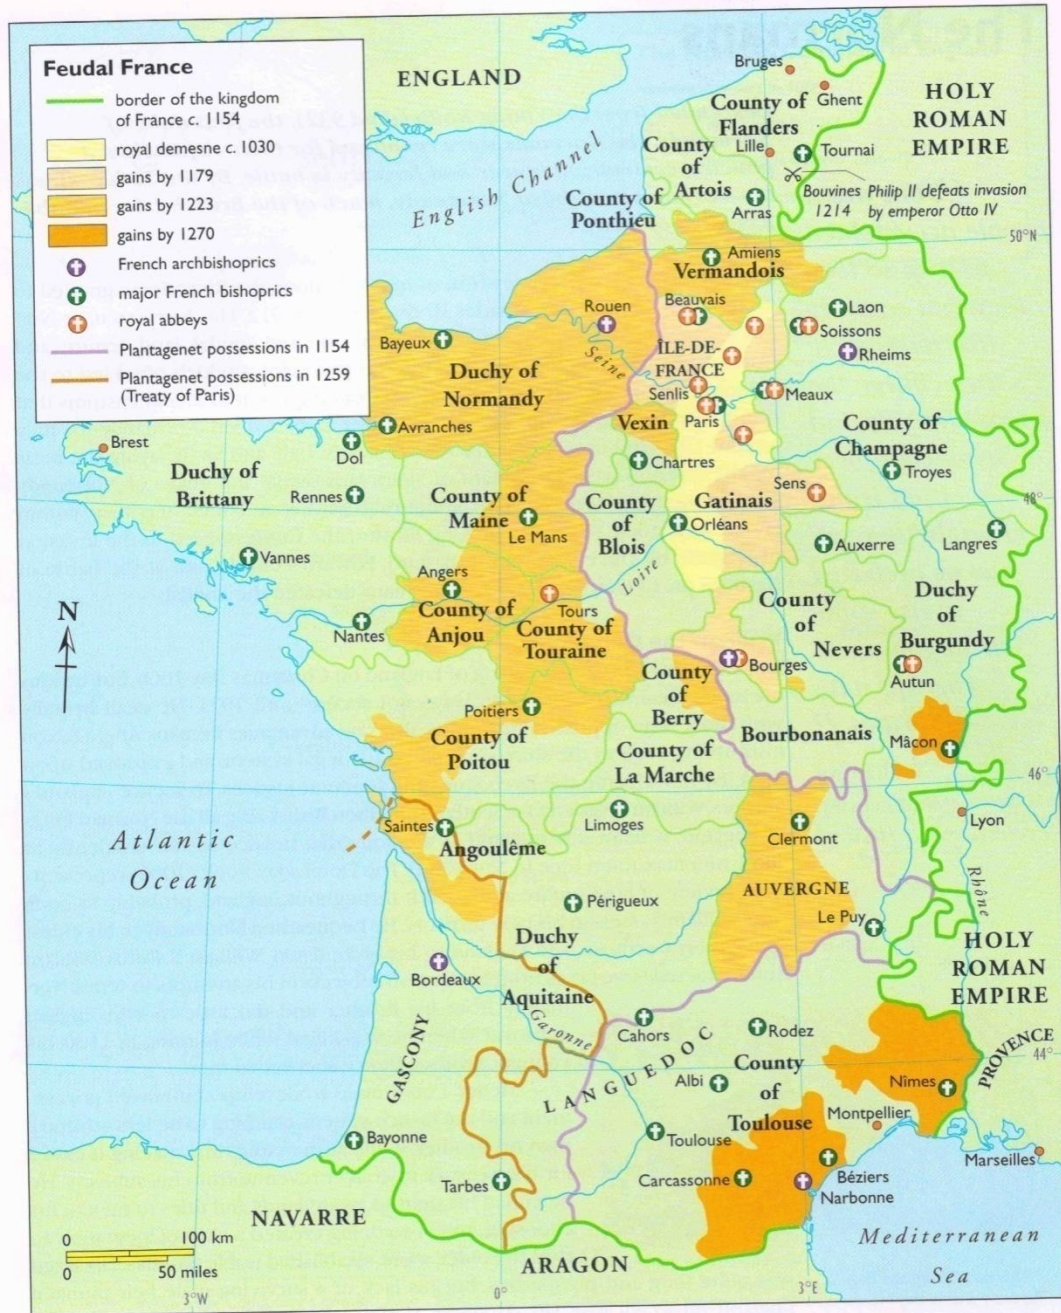 Feudal France
border of the kingdom
of France c. 1154
royal demesne c. 1030
gains by 1179
gains by 1223
gains by 1270
French archbishoprics
major French bishoprics
royal abbeys
Plantagenet possessions in 1154
Plantagenet possessions in 1259
(Treaty of Paris)
ENGLAND
English Channel
Bruges
Ghent
County of
Flanders
HOLY
ROMAN
EMPIRE
Lille
Tournai
County
of
Artois
Arras
Bouvines
1214
Philip II defeats invasion
by emperor Otto IV
County of
Ponthieu
50°N
Amiens
Vermandois
Rouen
Beauvais
Laon
Soissons
Rheims
Bayeux
Seine
ÎLE-DE-
FRANCE
Duchy of
Normandy
Senlis
Meaux
Paris
Vexin
Avranches
Brest
Dol
County of
Champagne
Duchy of
Brittany
Chartres
Troyes
Rennes
County of
Maine
Le Mans
County
of
Blois
Gatinais
Sens
48°
Orléans
Auxerre
Langres
Vannes
Angers
Loire
N
County of
Anjou
Tours
County of
Touraine
County
of
Nevers
Duchy
of
Burgundy
Nantes
Bourges
Autun
County
of
Berry
Poitiers
County of
Poitou
Bourbonanais
Mâcon
County of
La Marche
46°
Atlantic
Ocean
Saintes
Angoulême
Limoges
Clermont
Lyon
AUVERGNE
Rhône
Périgueux
Le Puy
Duchy
of
Aquitaine
HOLY
ROMAN
EMPIRE
Bordeaux
Garonne
Cahors
Rodez
GASCONY
LANGUEDOC
County
of
Toulouse
44°
PROVENCE
Albi
Nîmes
Montpellier
Bayonne
Toulouse
Marseilles
Tarbes
Carcassonne
Béziers
Narbonne
NAVARRE
ARAGON
Mediterranean
Sea
0
100 km
0
50 miles
3°W
0°
3°E